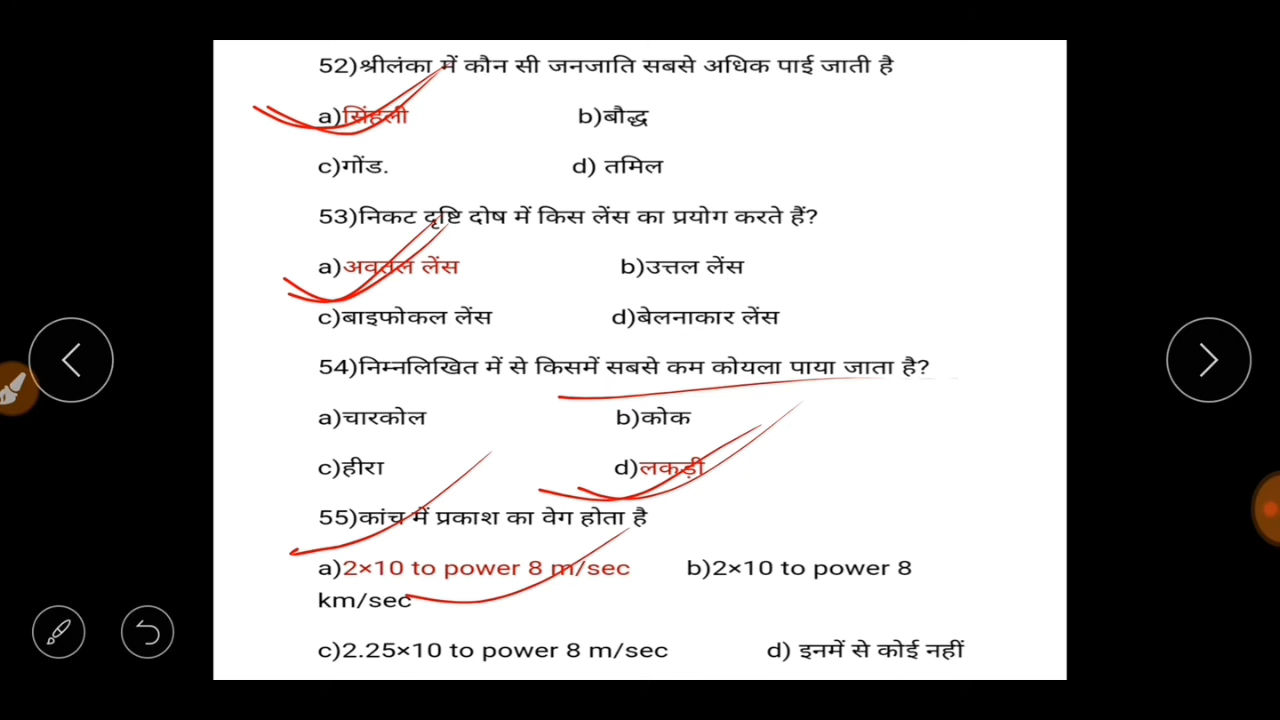 52)श्रीलंका में कौन सी जनजाति सबसे अधिक पाई जाती है
a)सिंहली b)बौद्ध
c)गोंड. d) तमिल
53)निकट दृष्टि दोष में किस लेंस का प्रयोग करते हैं?
a)अवतल लेंस b)उत्तल लेंस
c)बाइफोकल लेंस d)बेलनाकार लेंस
54)निम्नलिखित में से किसमें सबसे कम कोयला पाया जाता है?
a)चारकोल b)कोक
c)हीरा d)लकड़ी
55)कांच में प्रकाश का वेग होता है
a)2×10 to power 8 m/sec b)2×10 to power 8
km/sec
c)2.25×10 to power 8 m/sec d) इनमें से कोई नहीं